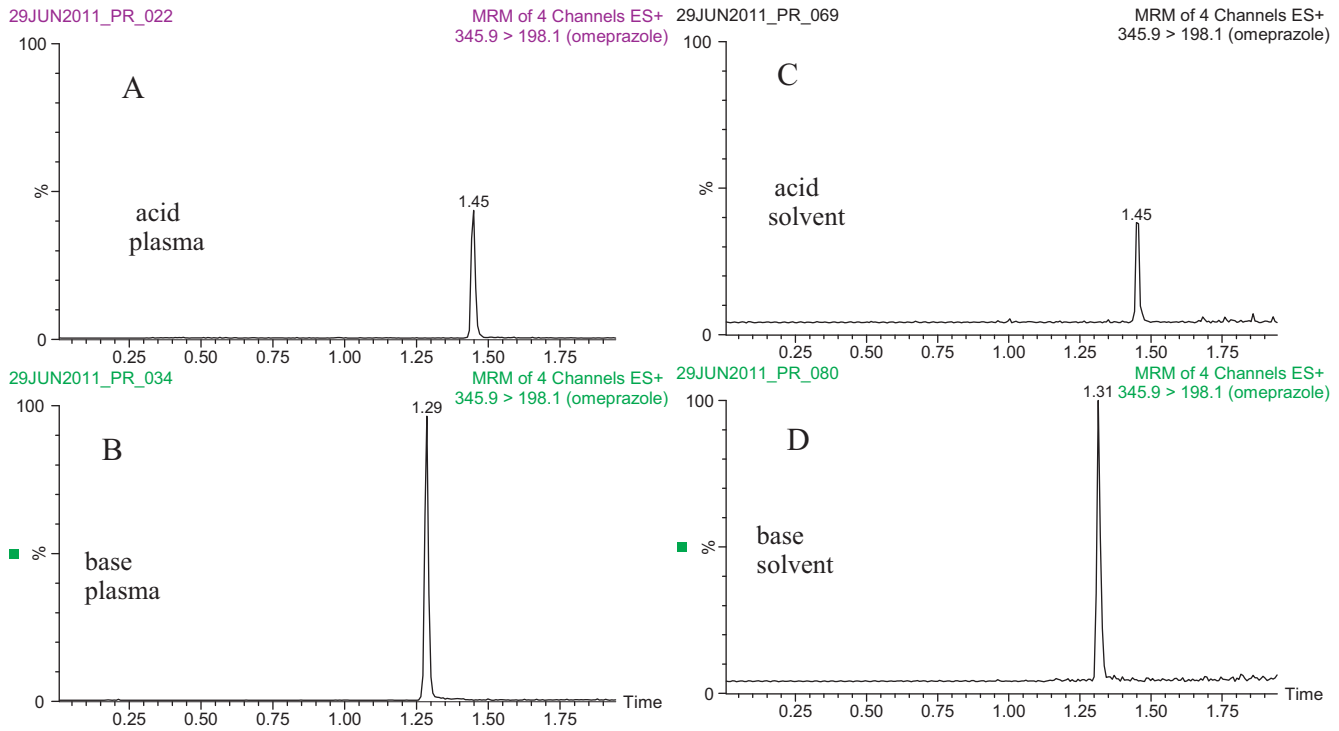 29JUN2011_PR_022
MRM of 4 Channels ES+
345.9 > 198.1 (omeprazole)
100
A
%
acid
plasma
1.45
0
0.25 0.50 0.75 1.00 1.25 1.50 1.75
29JUN2011_PR_069
MRM of 4 Channels ES+
345.9 > 198.1 (omeprazole)
100
C
%
acid
solvent
1.45
0
0.25 0.50 0.75 1.00 1.25 1.50 1.75
29JUN2011_PR_034
MRM of 4 Channels ES+
345.9 > 198.1 (omeprazole)
100
1.29
B
%
base
plasma
0
Time
0.25 0.50 0.75 1.00 1.25 1.50 1.75
29JUN2011_PR_080
MRM of 4 Channels ES+
345.9 > 198.1 (omeprazole)
100
1.31
D
%
base
solvent
0
Time
0.25 0.50 0.75 1.00 1.25 1.50 1.75